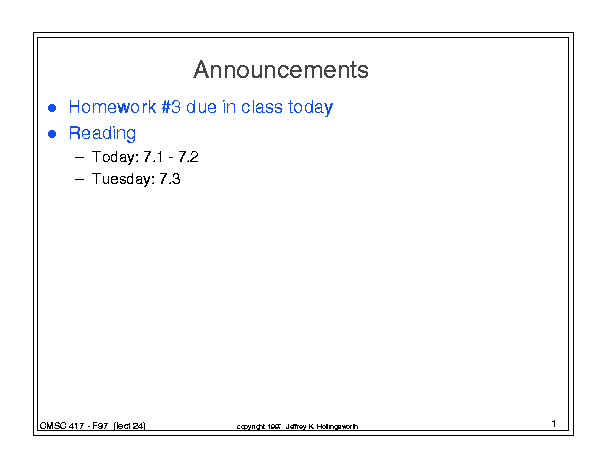 Announcements
● Homework #3 due in class today
● Reading
– Today: 7.1 - 7.2
– Tuesday: 7.3
CMSC 417 - F97 (lect 24)
copyright 1997 Jeffrey K. Hollingsworth
1